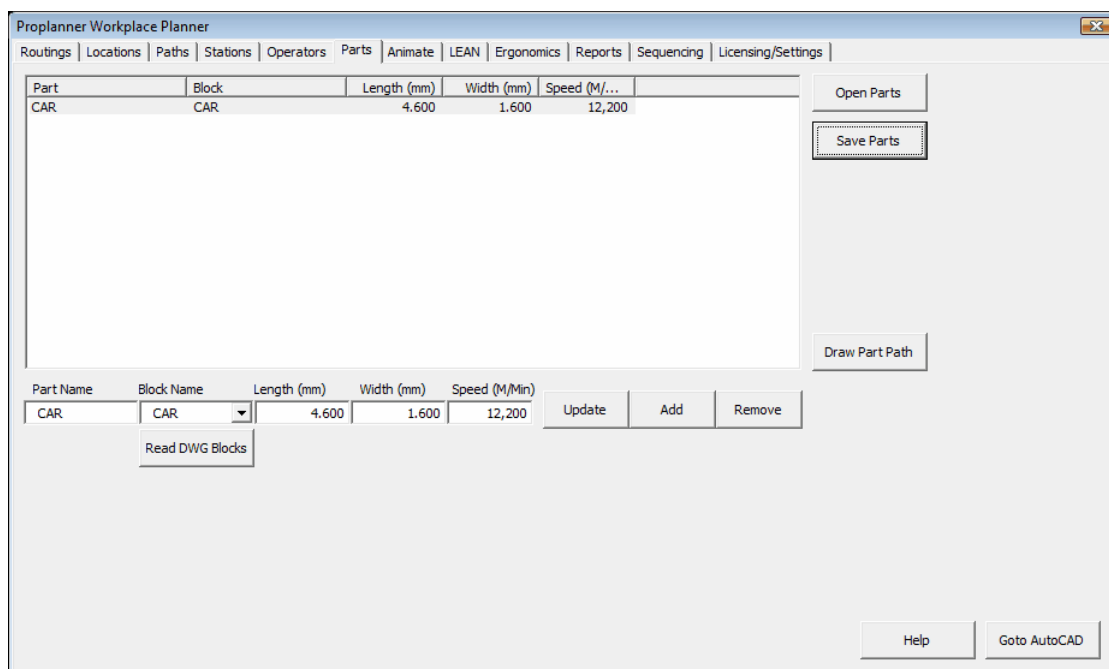 Proplanner Workplace Planner
Routings Locations Paths Stations Operators Parts Animate LEAN Ergonomics Reports Sequencing Licensing/Settings
Part Block Length (mm) Width (mm) Speed (M/...
CAR CAR 4.600 1.600 12,200
Open Parts
Save Parts
Draw Part Path
Part Name Block Name Length (mm) Width (mm) Speed (M/Min)
CAR CAR 4.600 1.600 12,200 Update Add Remove
Read DWG Blocks
Help Goto AutoCAD